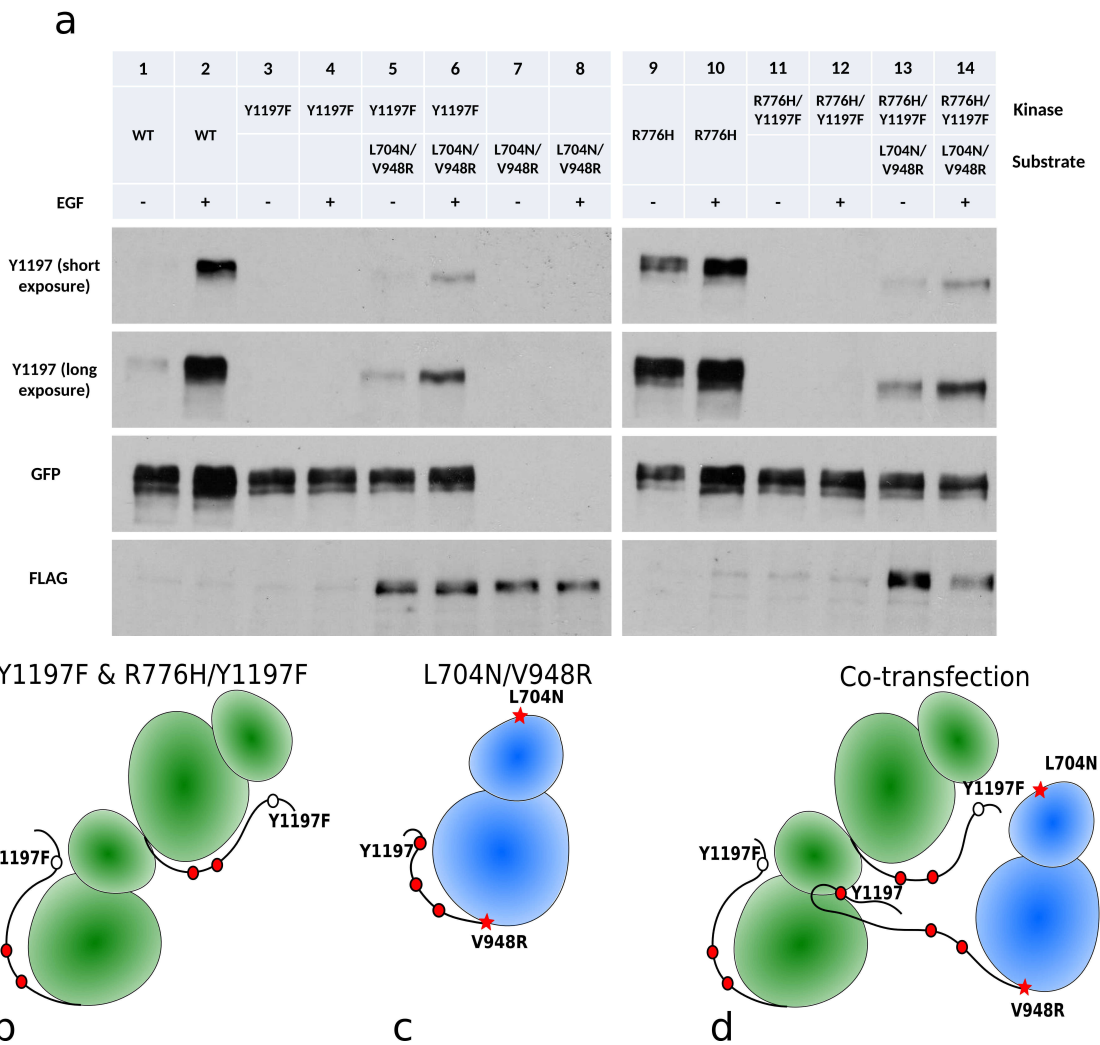 a
1 2 3 4 5 6 7 8 9 10 11 12 13 14
WT WT Y1197F Y1197F Y1197F Y1197F R776H R776H R776H/ R776H/ R776H/ R776H/ Kinase
Y1197F Y1197F Y1197F Y1197F
L704N/ L704N/ L704N/ L704N/ L704N/ L704N/ Substrate
V948R V948R V948R V948R V948R V948R
EGF - + - + - + - + - + - + - +
Y1197 (short
exposure)
Y1197 (long
exposure)
GFP
FLAG
Y1197F & R776H/Y1197F
L704N/V948R
Co-transfection
L704N
L704N
Y1197F
Y1197F
1197F
Y1197
Y1197F
Y1197
V948R
V948R
b
c
d